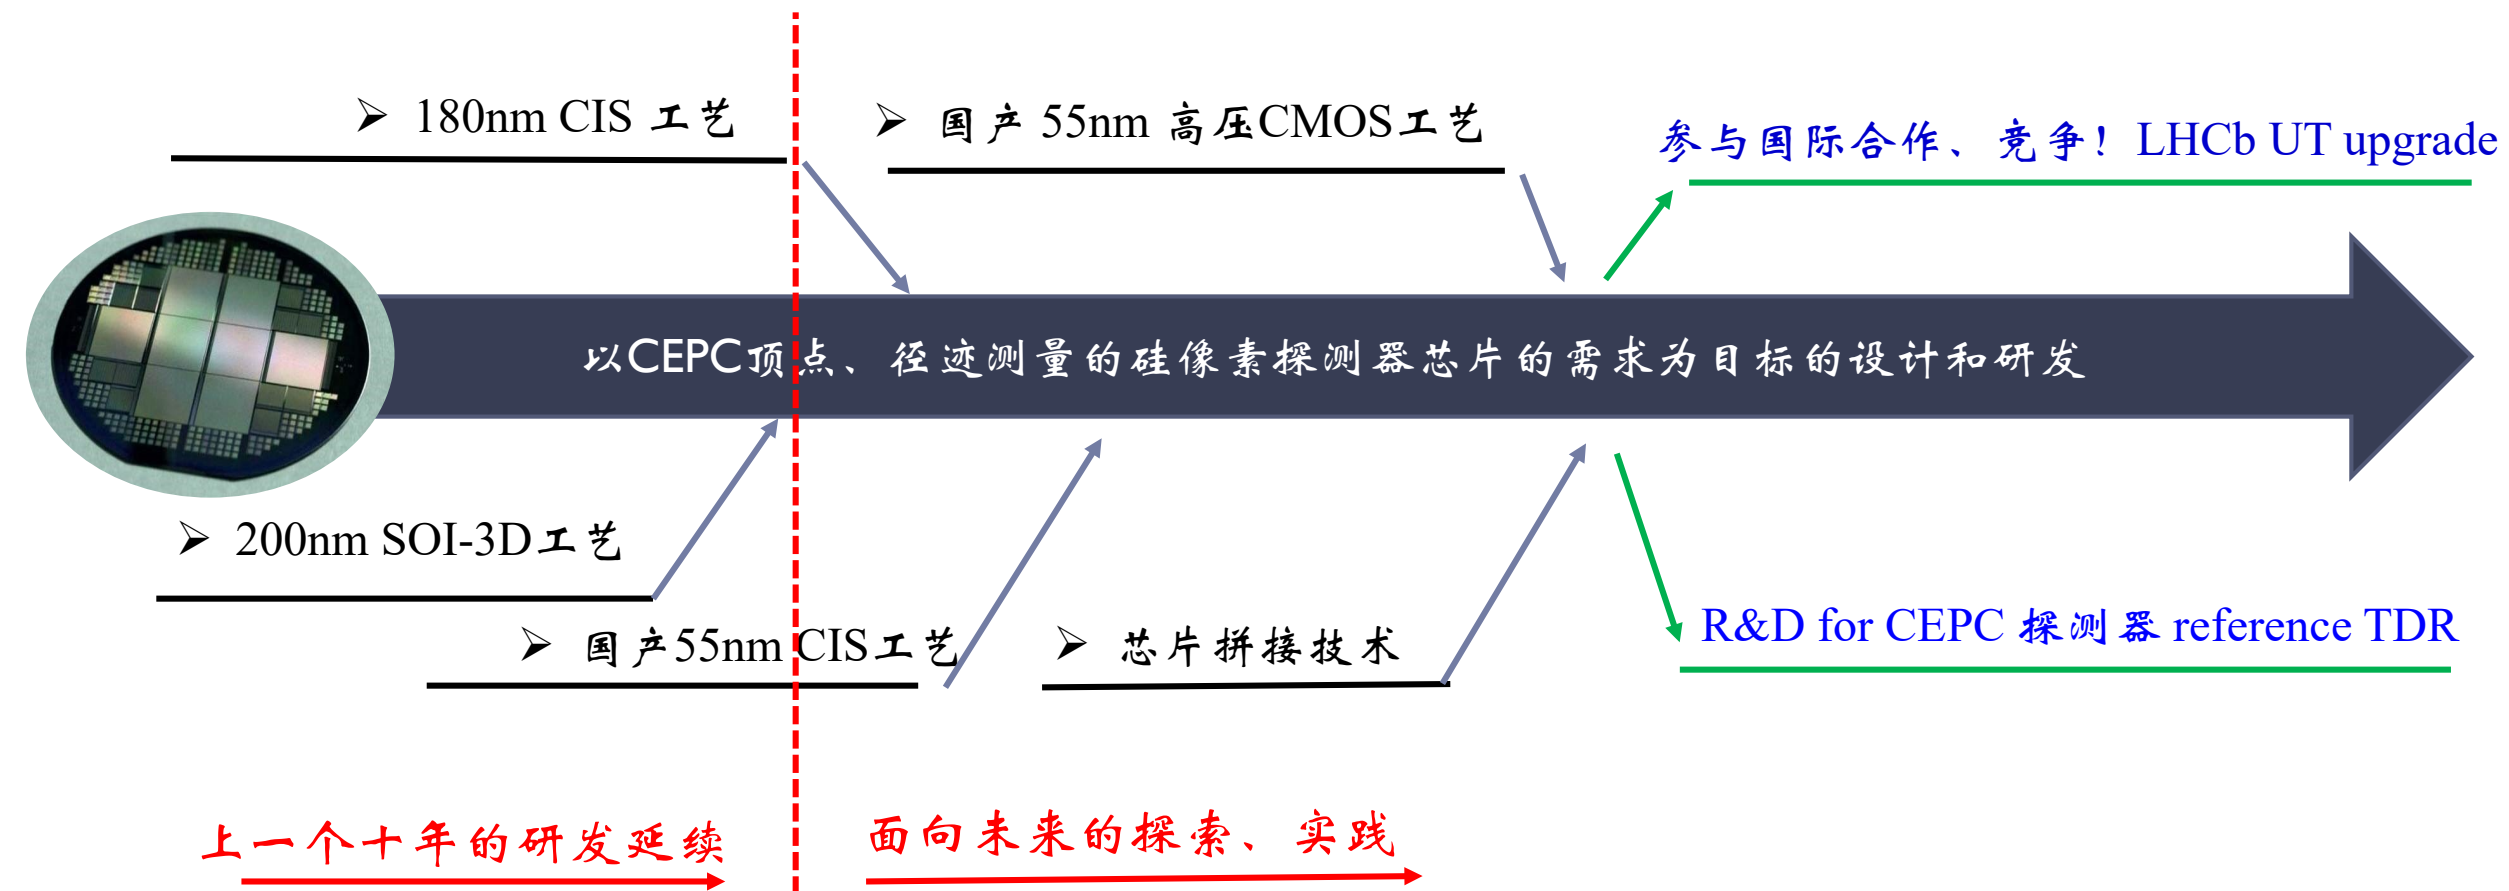 180nm CIS 工艺
国产 55nm 高压CMOS工艺
参与国际合作、竞争！LHCb UT upgrade
以CEPC顶点、径迹测量的硅像素探测器芯片的需求为目标的设计和研发
200nm SOI-3D工艺
国产55nm CIS工艺
芯片拼接技术
R&D for CEPC 探测器 reference TDR
上一个十年的研发延续
面向未来的探索、实践